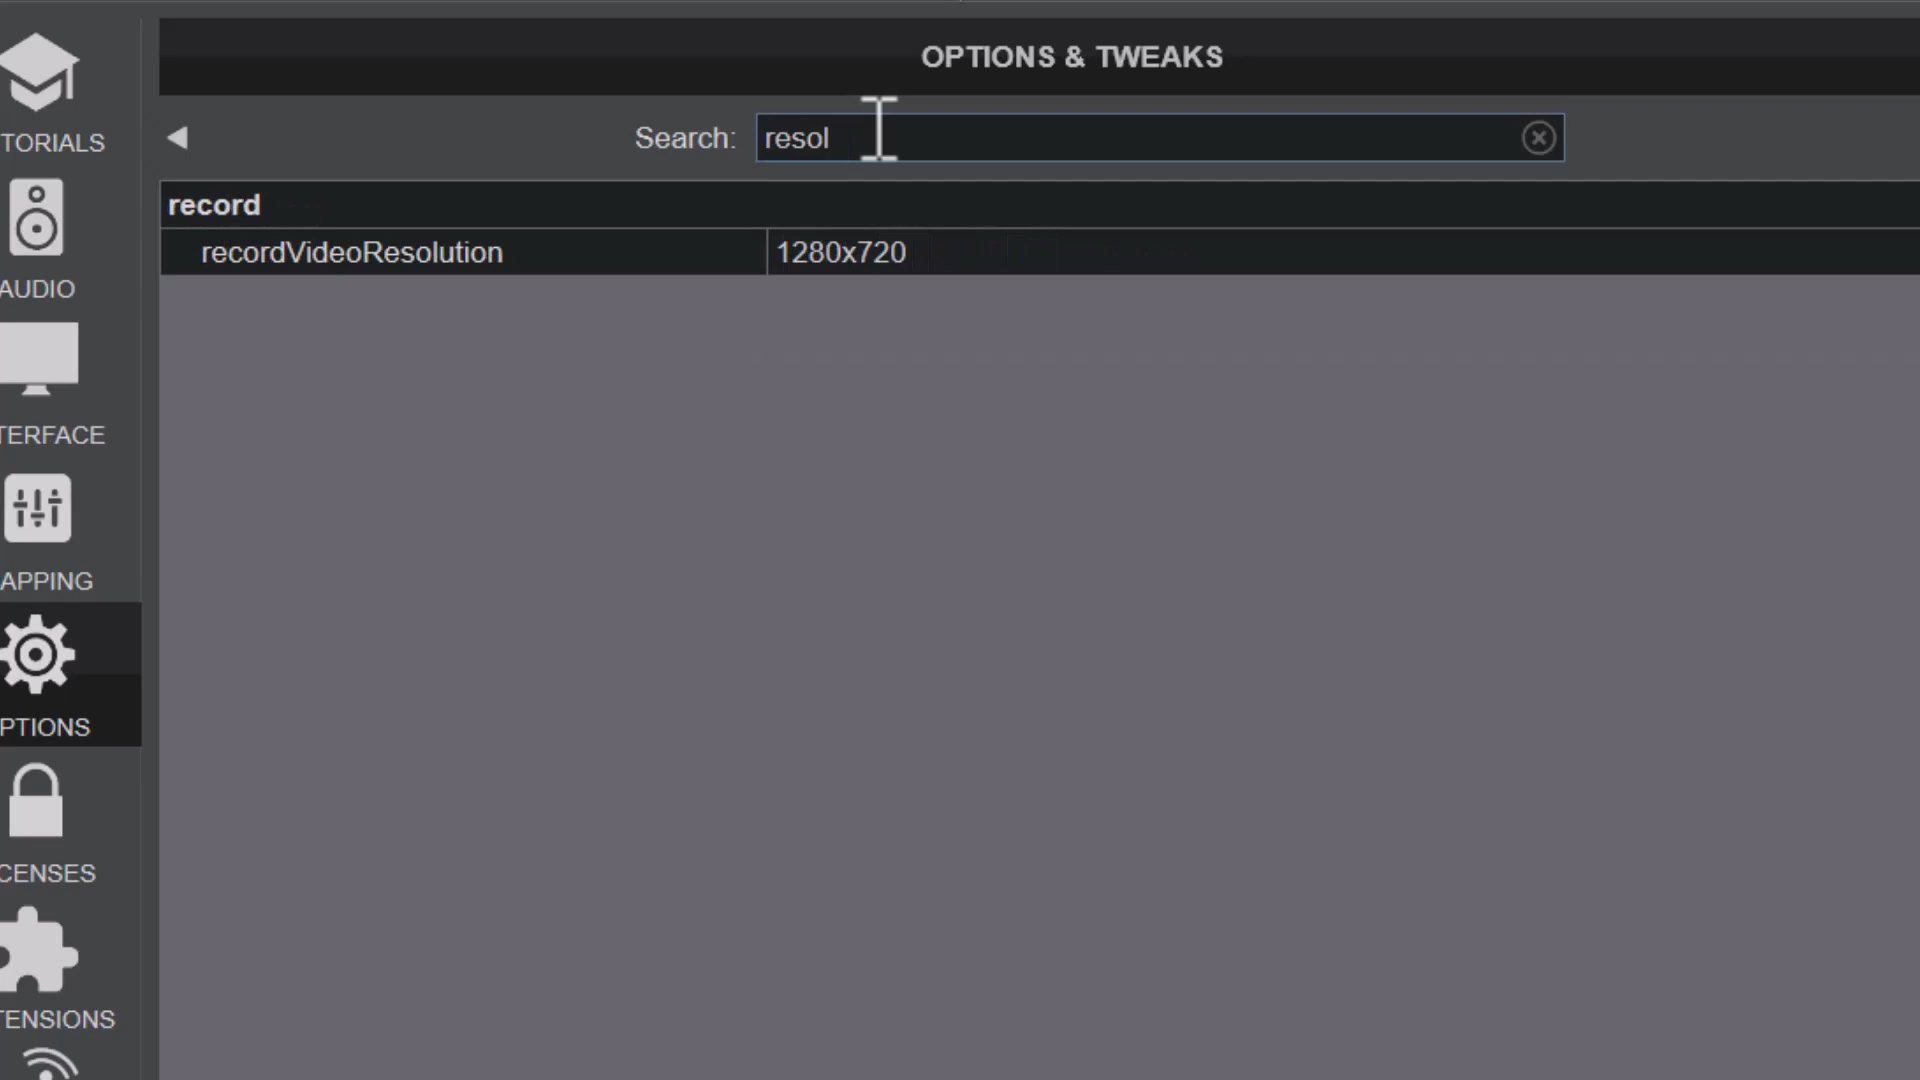 OPTIONS & TWEAKS
Search: resol
record
recordVideoResolution 1280x720
TORIALS
AUDIO
TERFACE
APPING
PTIONS
CENSES
TENSIONS